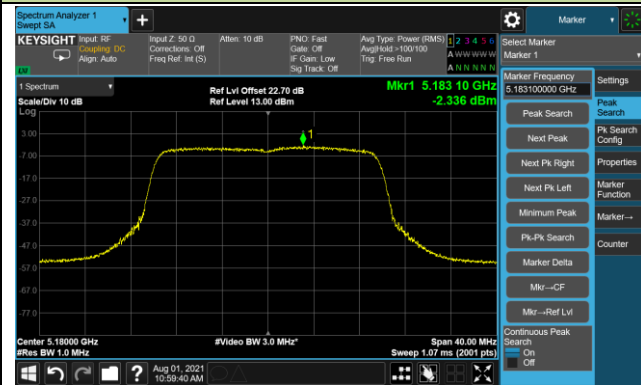 Spectrum Analyzer 1
Swept SA
+
Marker
KEYSIGHT
Input: RF
Coupling: DC
Align: Auto
Input Z: 50 Ω
Corrections: Off
Freq Ref: Int (S)
Atten: 10 dB
PNO: Fast
Gate: Off
IF Gain: Low
Sig Track: Off
Avg Type: Power (RMS)
Avg|Hold >100/100
Trig: Free Run
1 2 3 4 5 6
A W W W W W
A N N N N N
Select Marker
Marker 1
1 Spectrum
Scale/Div 10 dB
Log
Ref Lvl Offset 22.70 dB
Ref Level 13.00 dBm
Mkr1 5.183 10 GHz
-2.336 dBm
1
3.00
-7.00
-17.0
-27.0
-37.0
-47.0
-57.0
-67.0
-77.0
Center 5.18000 GHz
#Res BW 1.0 MHz
#Video BW 3.0 MHz*
Span 40.00 MHz
Sweep 1.07 ms (2001 pts)
Marker Frequency
5.183100000 GHz
Peak Search
Next Peak
Next Pk Right
Next Pk Left
Minimum Peak
Pk-Pk Search
Marker Delta
Mkr→CF
Mkr→Ref Lvl
Continuous Peak
Search
On
Off
Settings
Peak
Search
Pk Search
Config
Properties
Marker
Function
Marker→
Counter
?
Aug 01, 2021
10:59:40 AM